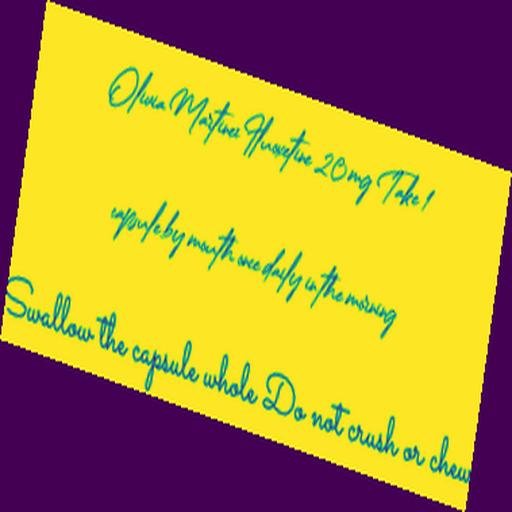 Olivia Martinez Fluoxetine 20mg Take 1
capsule by mouth once daily in the morning
Swallow the capsule whole Do not crush or chew